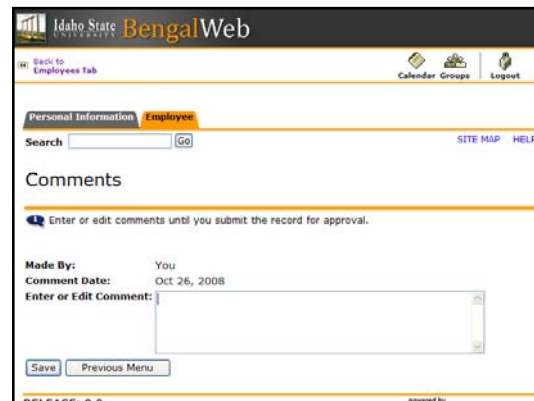 Idaho State
UNIVERSITY
BengalWeb
Back to
Employees Tab
Calendar Groups Logout
Personal Information Employee
Search Go SITE MAP HELP
Comments
Enter or edit comments until you submit the record for approval.
Made By: You
Comment Date: Oct 26, 2008
Enter or Edit Comment:
Save Previous Menu
RELEASE: 8.0 powered by